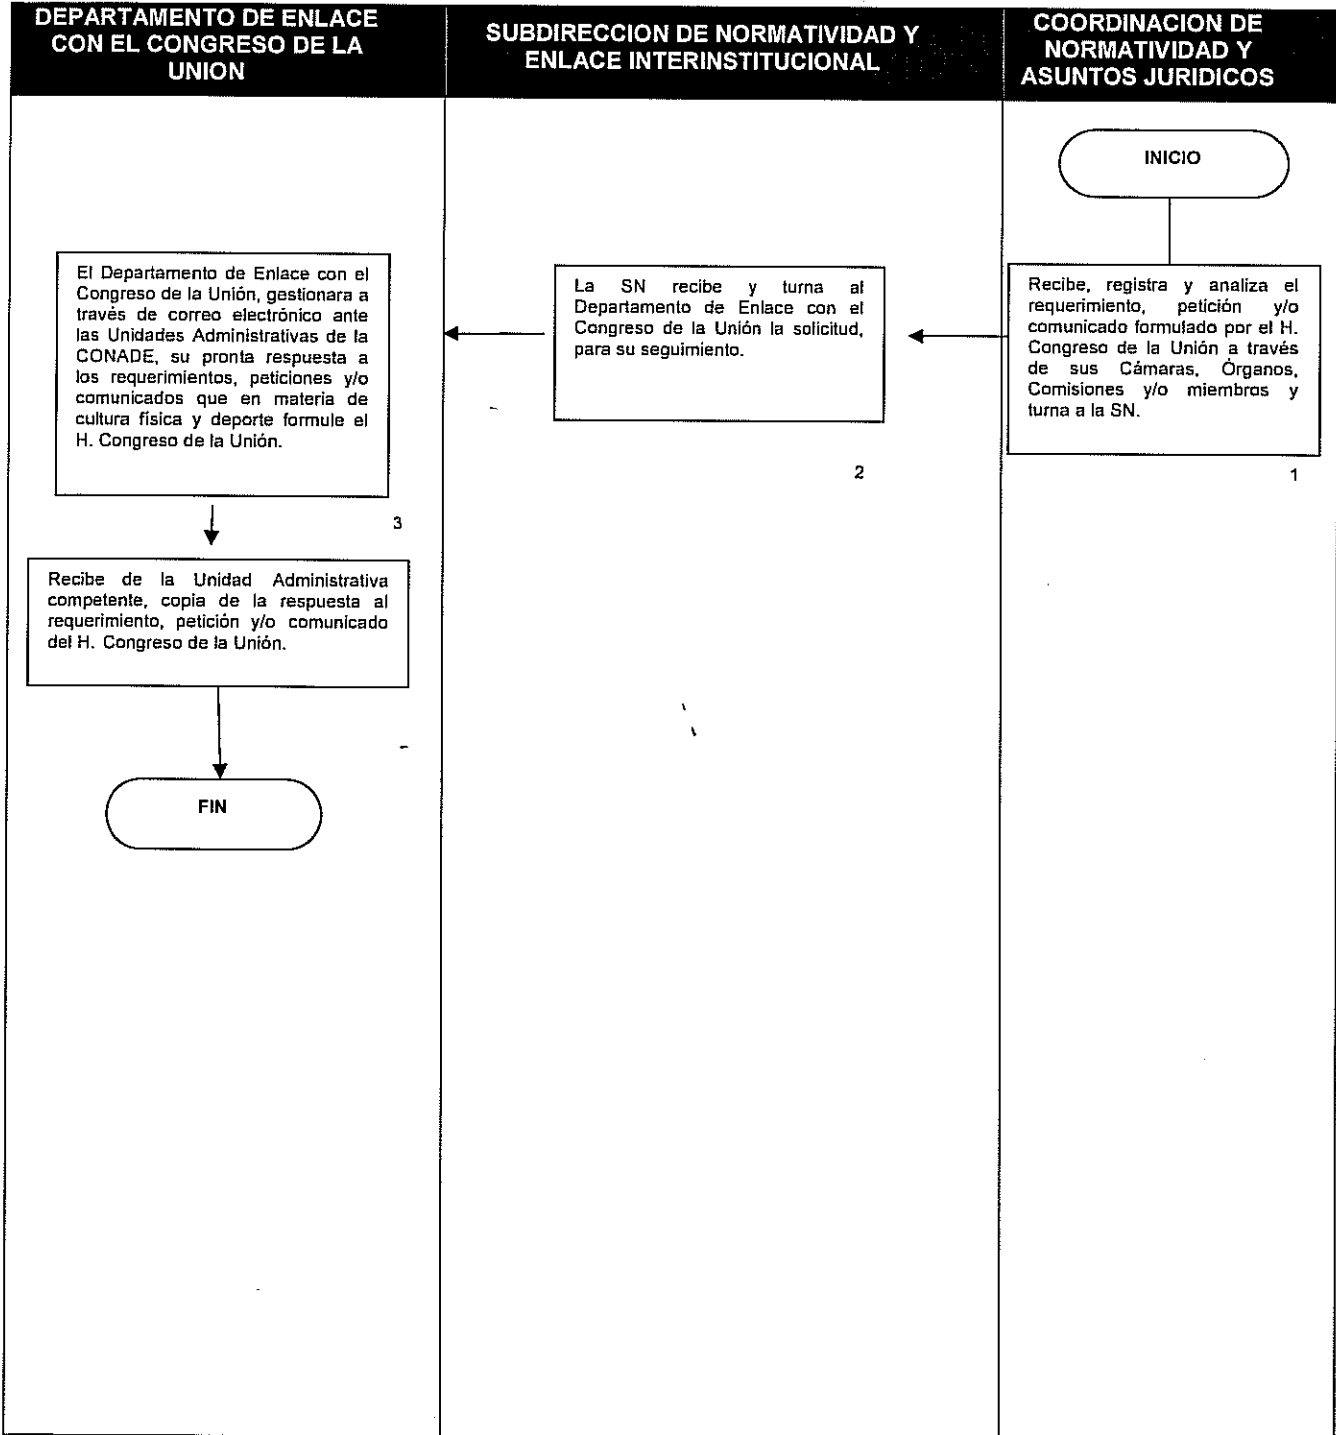 DEPARTAMENTO DE ENLACE
CON EL CONGRESO DE LA
UNION
SUBDIRECCION DE NORMATIVIDAD Y
ENLACE INTERINSTITUCIONAL
COORDINACION DE
NORMATIVIDAD Y
ASUNTOS JURIDICOS
INICIO
Recibe, registra y analiza el
requerimiento, petición y/o
comunicado formulado por el H.
Congreso de la Unión a través
de sus Cámaras, Órganos,
Comisiones y/o miembros y
turna a la SN.
1
La SN recibe y turna al
Departamento de Enlace con el
Congreso de la Unión la solicitud,
para su seguimiento.
2
El Departamento de Enlace con el
Congreso de la Unión, gestionara a
través de correo electrónico ante
las Unidades Administrativas de la
CONADE, su pronta respuesta a
los requerimientos, peticiones y/o
comunicados que en materia de
cultura física y deporte formule el
H. Congreso de la Unión.
3
Recibe de la Unidad Administrativa
competente, copia de la respuesta al
requerimiento, petición y/o comunicado
del H. Congreso de la Unión.
FIN